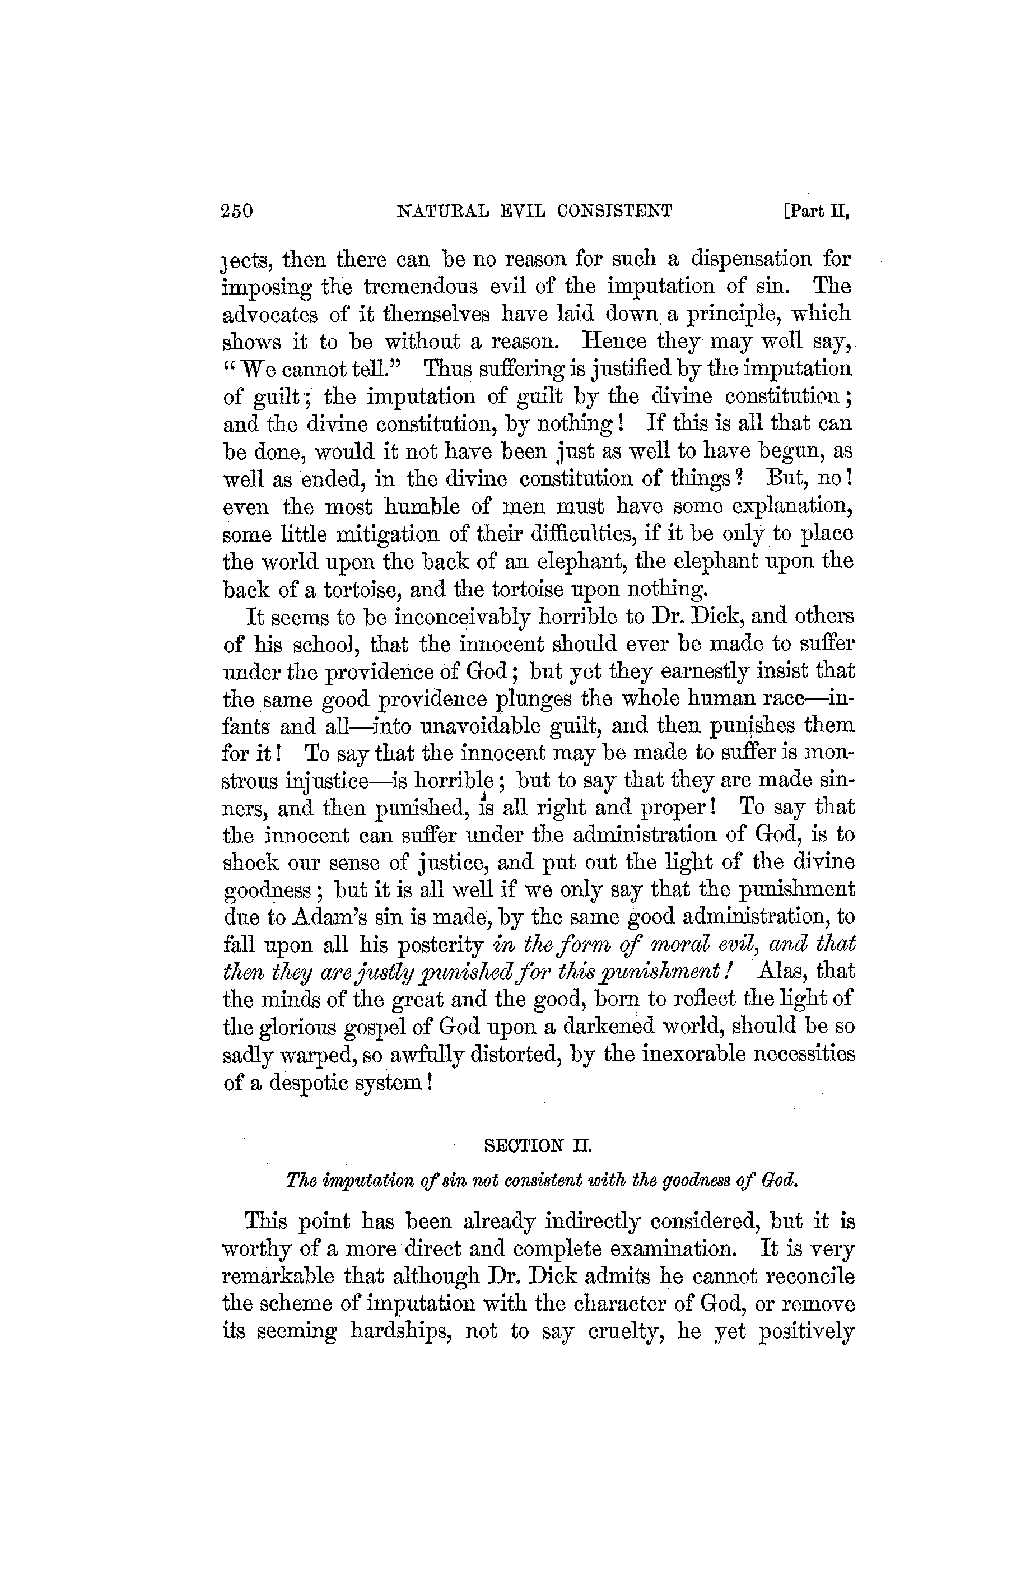 250 NATURAL EVIL CONSISTENT [Part II,
jects, then there can be no reason for such a dispensation for
imposing the tremendous evil of the imputation of sin. The
advocates of it themselves have laid down a principle, which
shows it to be without a reason. Hence they may well say,
“We cannot tell.” Thus suffering is justified by the imputation
of guilt; the imputation of guilt by the divine constitution;
and the divine constitution, by nothing! If this is all that can
be done, would it not have been just as well to have begun, as
well as ended, in the divine constitution of things? But, no!
even the most humble of men must have some explanation,
some little mitigation of their difficulties, if it be only to place
the world upon the back of an elephant, the elephant upon the
back of a tortoise, and the tortoise upon nothing.
It seems to be inconceivably horrible to Dr. Dick, and others
of his school, that the innocent should ever be made to suffer
under the providence of God; but yet they earnestly insist that
the same good providence plunges the whole human race—in-
fants and all—into unavoidable guilt, and then punishes them
for it! To say that the innocent may be made to suffer is mon-
strous injustice—is horrible; but to say that they are made sin-
ners, and then punished, is all right and proper! To say that
the innocent can suffer under the administration of God, is to
shock our sense of justice, and put out the light of the divine
goodness; but it is all well if we only say that the punishment
due to Adam's sin is made, by the same good administration, to
fall upon all his posterity in the form of moral evil, and that
then they are justly punished for this punishment! Alas, that
the minds of the great and the good, born to reflect the light of
the glorious gospel of God upon a darkened world, should be so
sadly warped, so awfully distorted, by the inexorable necessities
of a despotic system!
SECTION II.
The imputation of sin not consistent with the goodness of God.
This point has been already indirectly considered, but it is
worthy of a more direct and complete examination. It is very
remarkable that although Dr. Dick admits he cannot reconcile
the scheme of imputation with the character of God, or remove
its seeming hardships, not to say cruelty, he yet positively